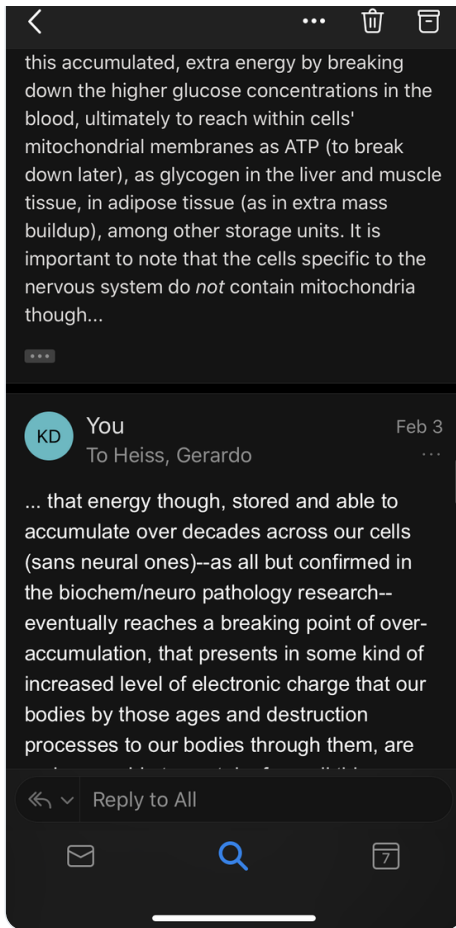 this accumulated, extra energy by breaking
down the higher glucose concentrations in the
blood, ultimately to reach within cells'
mitochondrial membranes as ATP (to break
down later), as glycogen in the liver and muscle
tissue, in adipose tissue (as in extra mass
buildup), among other storage units. It is
important to note that the cells specific to the
nervous system do not contain mitochondria
though...
KD
You
Feb 3
To Heiss, Gerardo
... that energy though, stored and able to
accumulate over decades across our cells
(sans neural ones)--as all but confirmed in
the biochem/neuro pathology research--
eventually reaches a breaking point of over-
accumulation, that presents in some kind of
increased level of electronic charge that our
bodies by those ages and destruction
processes to our bodies through them, are
Reply to All
7